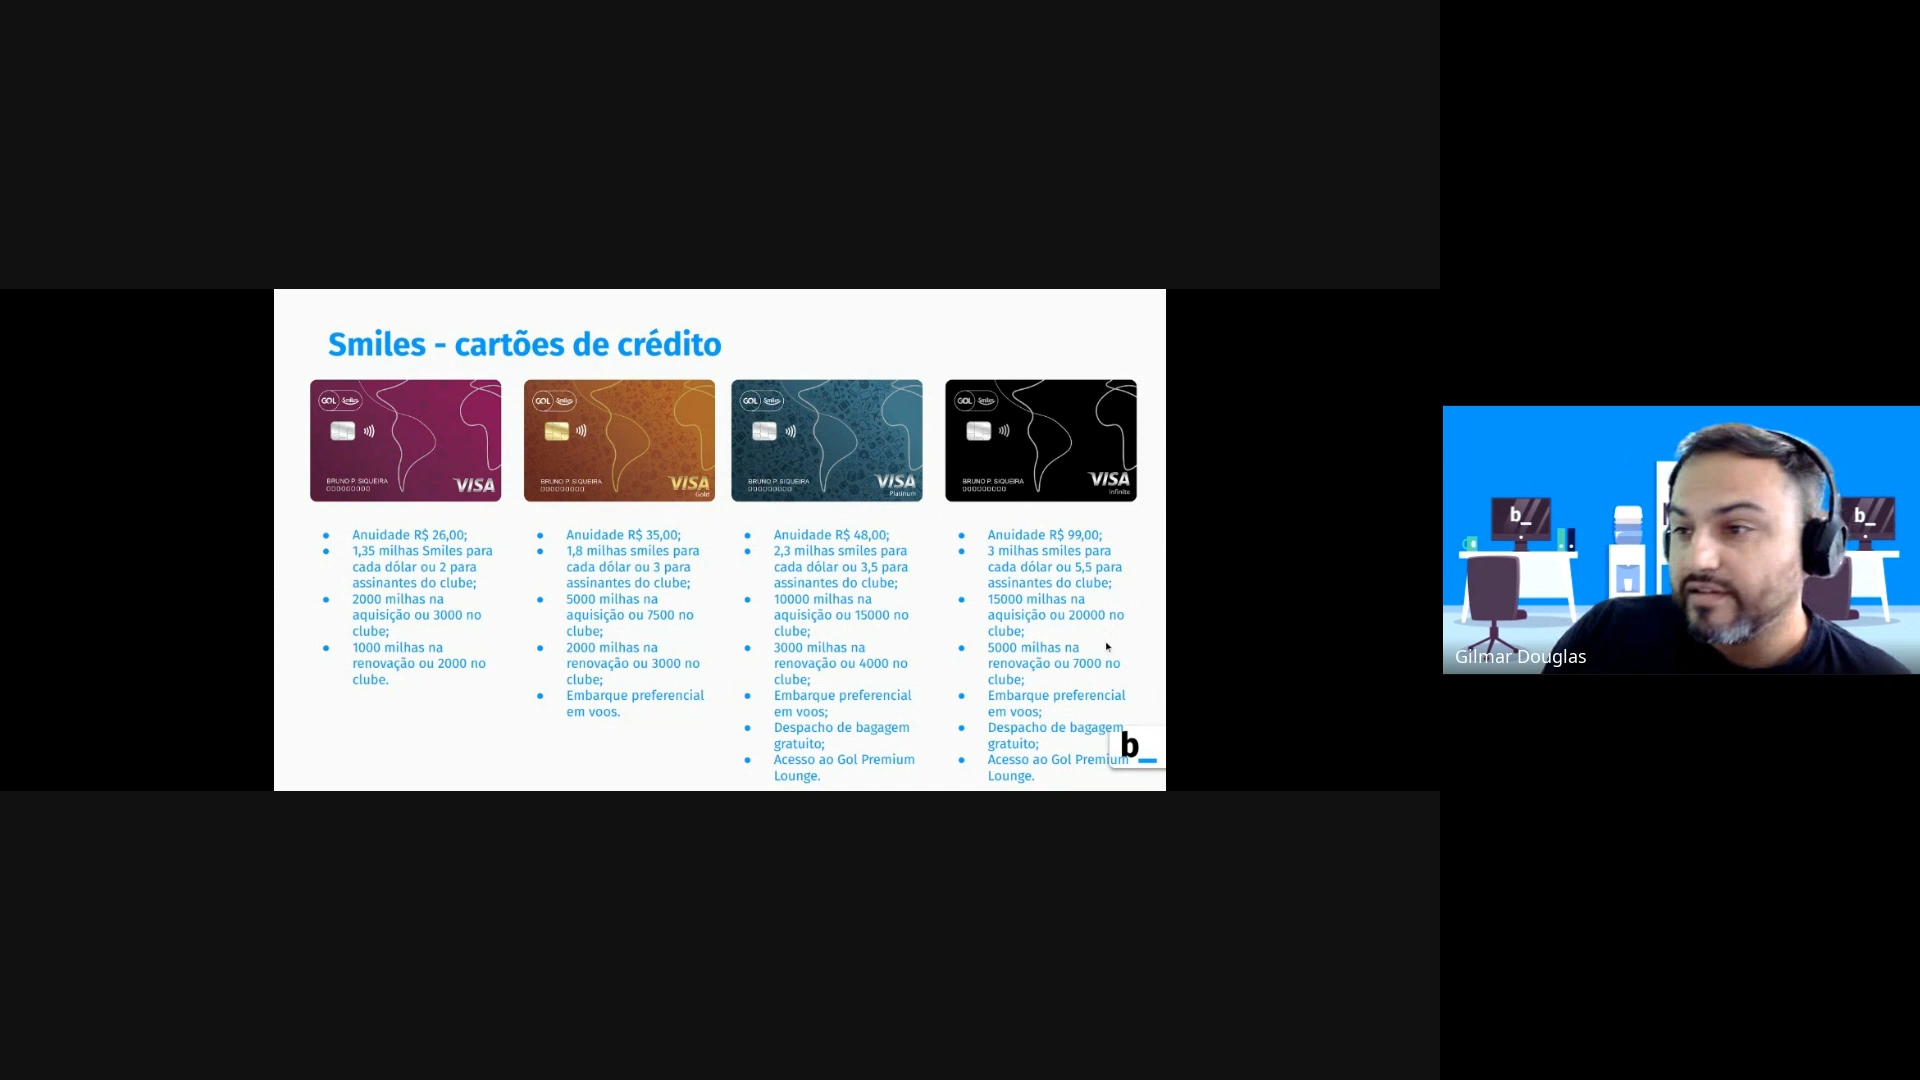 Smiles - cartões de crédito
GOL Smiles
BRUNO P. SIQUEIRA
000000000
VISA
GOL Smiles
BRUNO P. SIQUEIRA
000000000
VISA
Gold
GOL Smiles
BRUNO P. SIQUEIRA
000000000
VISA
Platinum
GOL Smiles
BRUNO P. SIQUEIRA
000000000
VISA
Infinite
● Anuidade R$ 26,00;
● 1,35 milhas Smiles para
cada dólar ou 2 para
assinantes do clube;
● 2000 milhas na
aquisição ou 3000 no
clube;
● 1000 milhas na
renovação ou 2000 no
clube.
● Anuidade R$ 35,00;
● 1,8 milhas smiles para
cada dólar ou 3 para
assinantes do clube;
● 5000 milhas na
aquisição ou 7500 no
clube;
● 2000 milhas na
renovação ou 3000 no
clube;
● Embarque preferencial
em voos.
● Anuidade R$ 48,00;
● 2,3 milhas smiles para
cada dólar ou 3,5 para
assinantes do clube;
● 10000 milhas na
aquisição ou 15000 no
clube;
● 3000 milhas na
renovação ou 4000 no
clube;
● Embarque preferencial
em voos;
● Despacho de bagagem
gratuito;
● Acesso ao Gol Premium
Lounge.
● Anuidade R$ 99,00;
● 3 milhas smiles para
cada dólar ou 5,5 para
assinantes do clube;
● 15000 milhas na
aquisição ou 20000 no
clube;
● 5000 milhas na
renovação ou 7000 no
clube;
● Embarque preferencial
em voos;
● Despacho de bagagem
gratuito;
● Acesso ao Gol Premium
Lounge.
b_
b_
b_
Gilmar Douglas